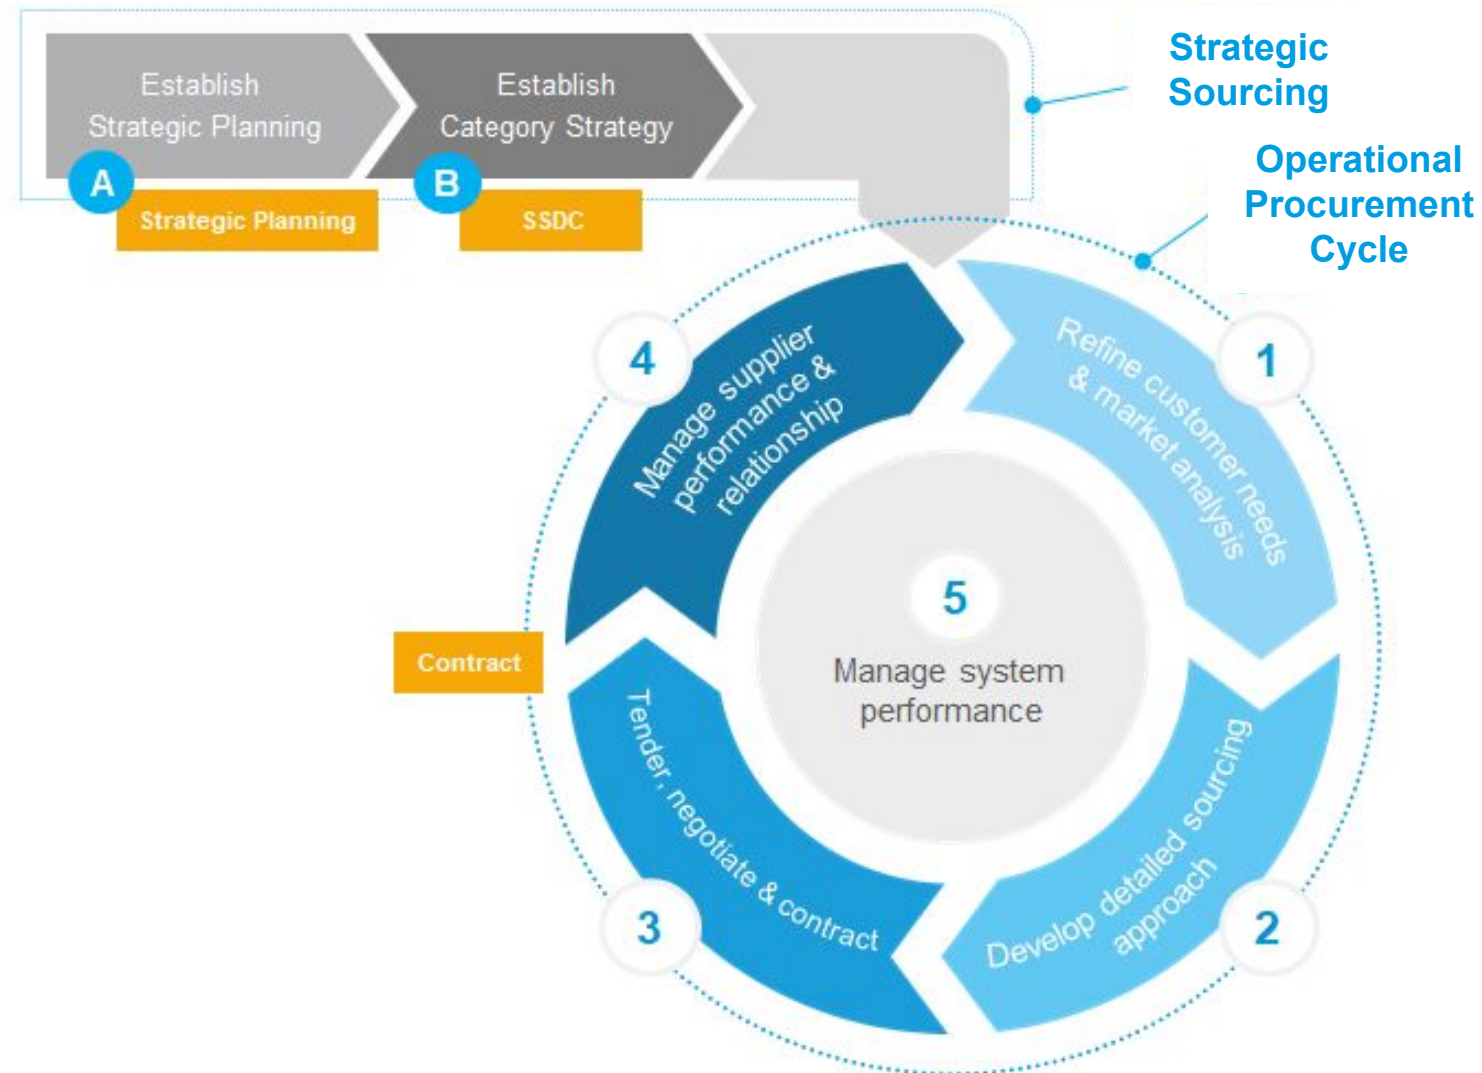 Establish
Strategic Planning
A
Strategic Planning
Establish
Category Strategy
B
SSDC
Strategic
Sourcing
Operational
Procurement
Cycle
1
Refine customer needs
& market analysis
2
Develop detailed sourcing
approach
3
Tender, negotiate & contract
Contract
4
Manage supplier
performance &
relationship
5
Manage system
performance